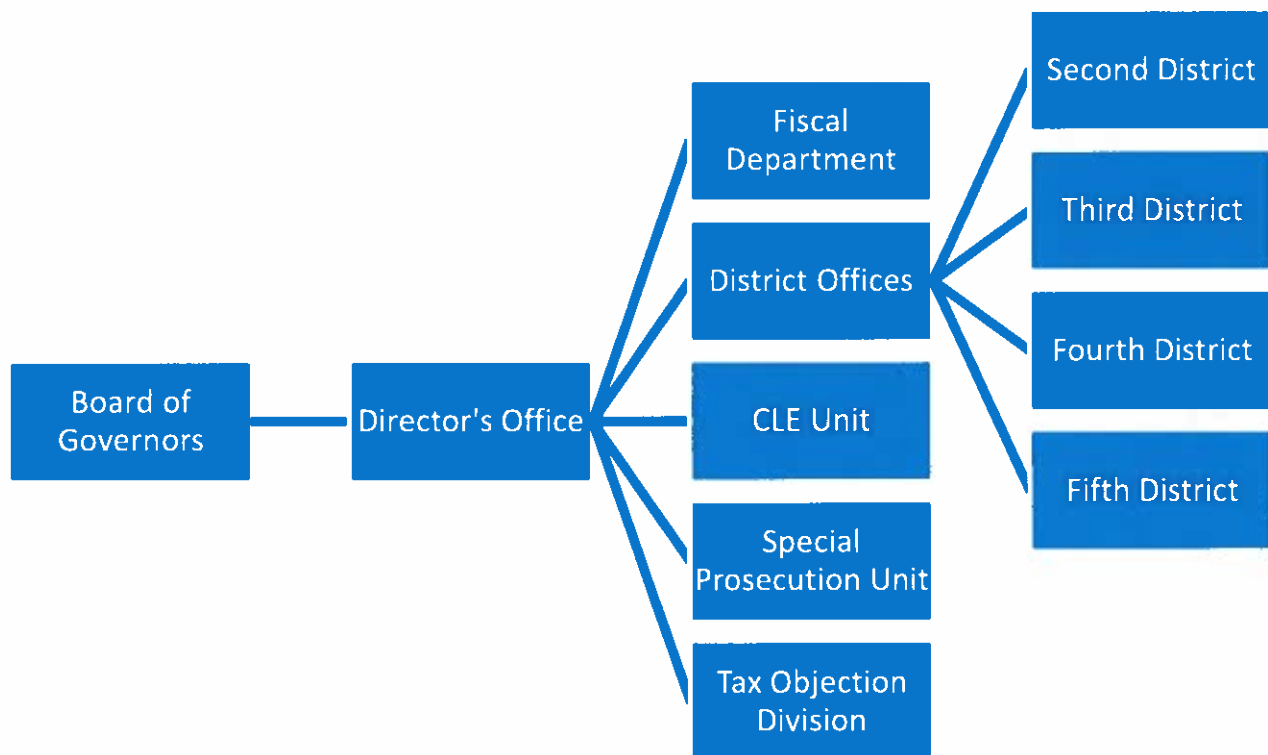 Board of
Governors
Director's Office
Fiscal
Department
District Offices
CLE Unit
Special
Prosecution Unit
Tax Objection
Division
Second District
Third District
Fourth District
Fifth District